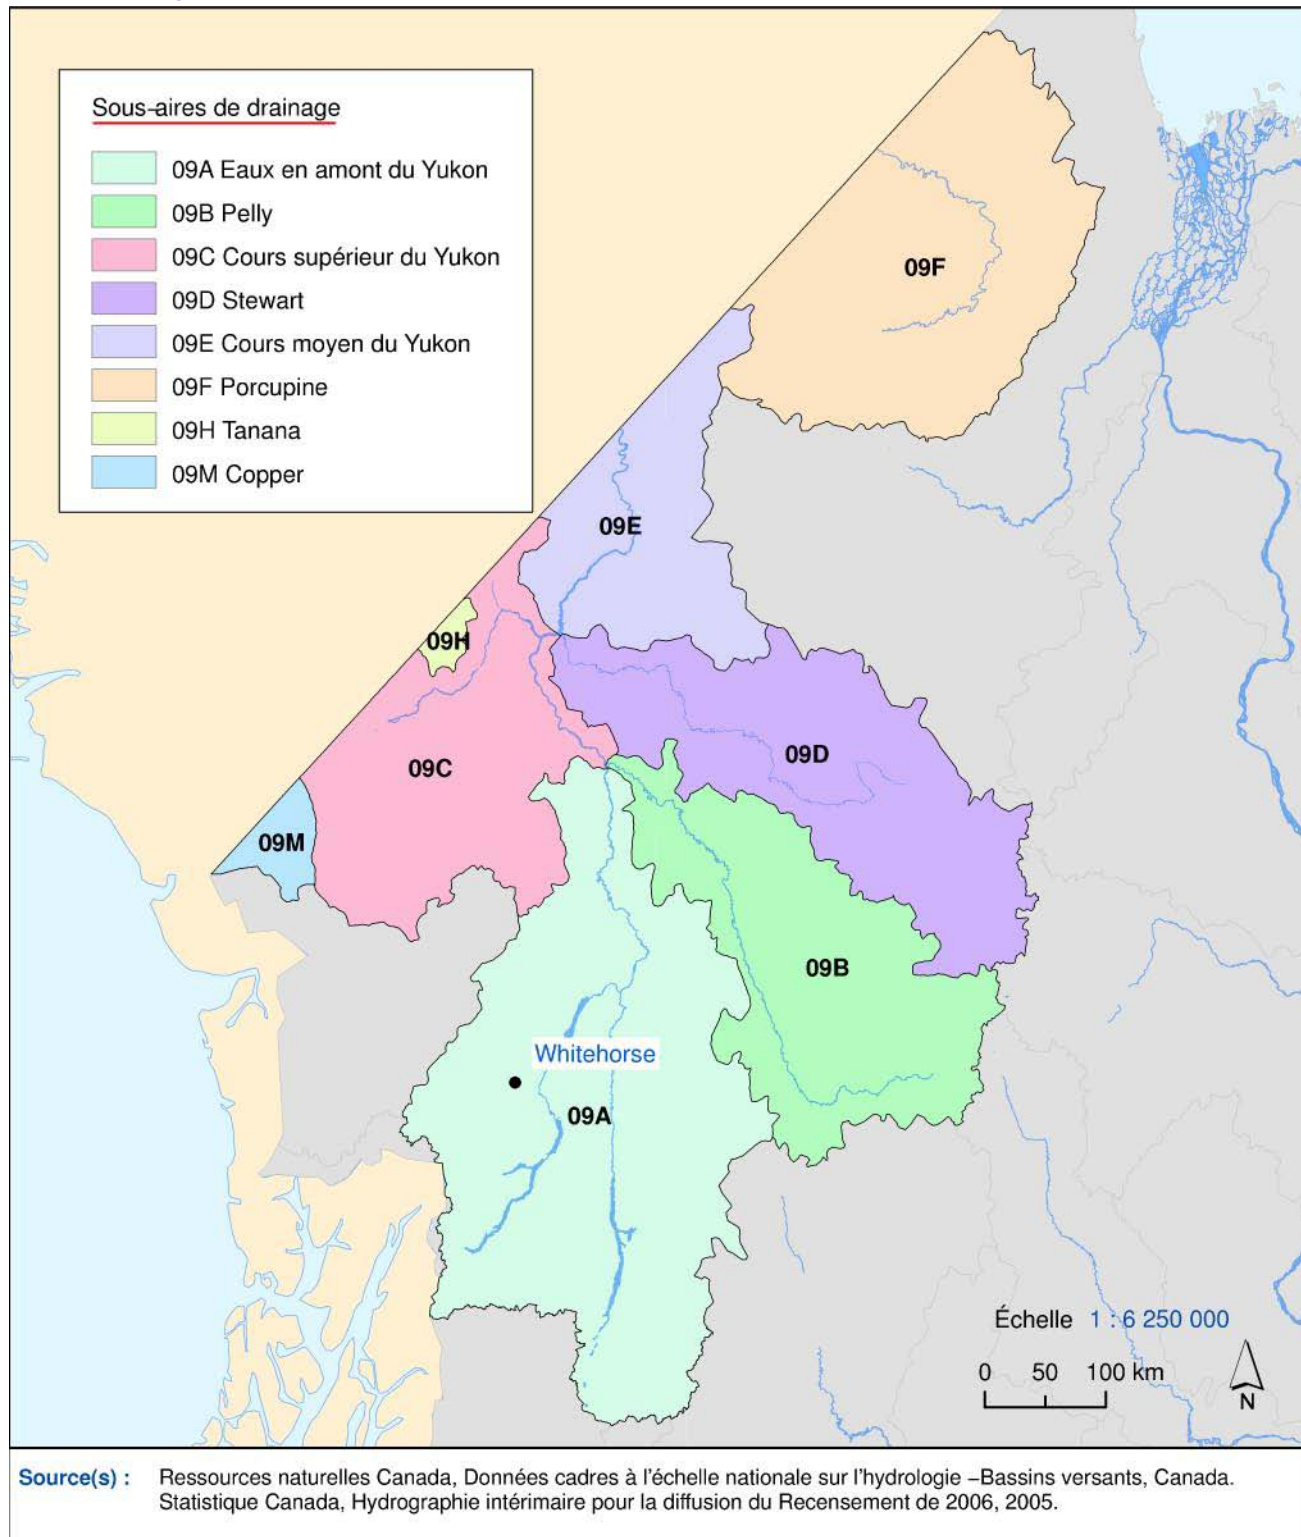 Sous-aires de drainage
09A Eaux en amont du Yukon
09B Pelly
09C Cours supérieur du Yukon
09D Stewart
09E Cours moyen du Yukon
09F Porcupine
09H Tanana
09M Copper
09F
09E
09H
09D
09C
09M
09B
Whitehorse
09A
Échelle 1 : 6 250 000
0 50 100 km
N
Source(s) : Ressources naturelles Canada, Données cadres à l'échelle nationale sur l'hydrologie –Bassins versants, Canada.
Statistique Canada, Hydrographie intérimaire pour la diffusion du Recensement de 2006, 2005.